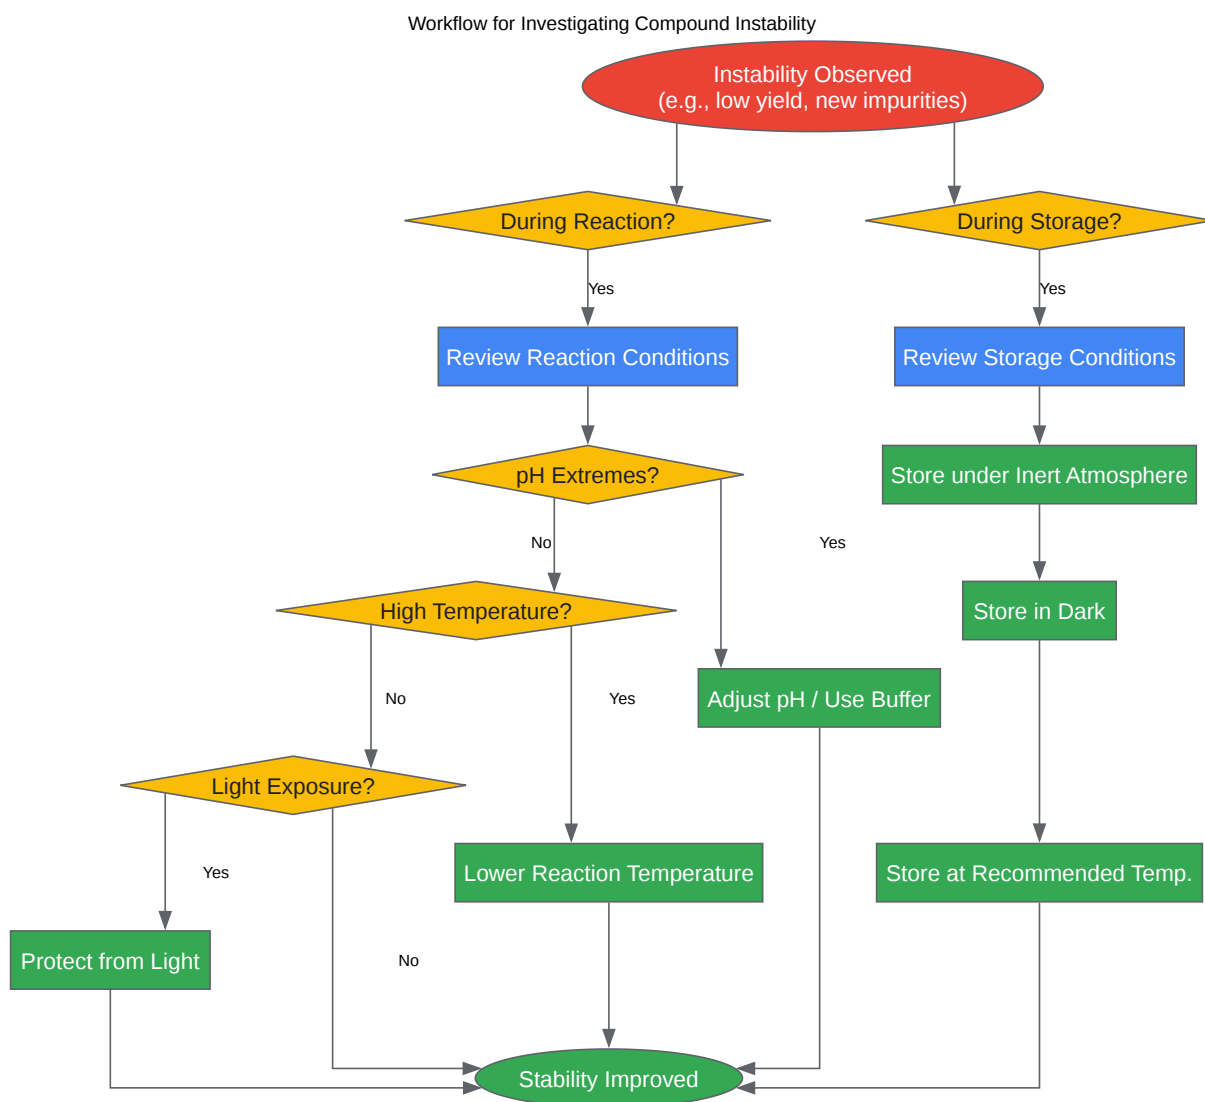 Workflow for Investigating Compound Instability
Instability Observed
(e.g., low yield, new impurities)
During Reaction?
During Storage?
Yes
Yes
Review Reaction Conditions
Review Storage Conditions
pH Extremes?
Store under Inert Atmosphere
No
Yes
High Temperature?
Store in Dark
No
Yes
Adjust pH / Use Buffer
Light Exposure?
Yes
Lower Reaction Temperature
Store at Recommended Temp.
Protect from Light
No
Stability Improved